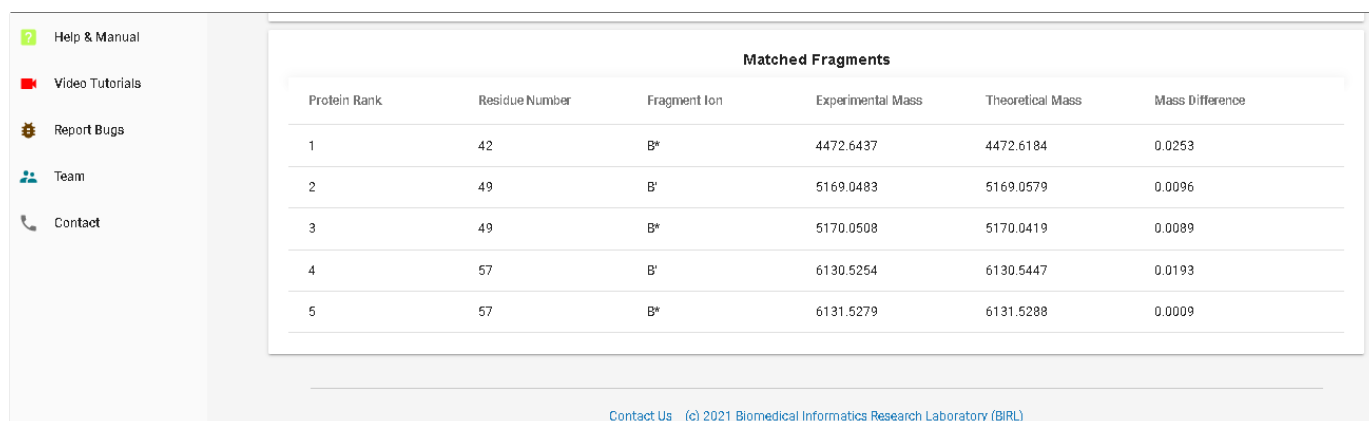 Help & Manual
Video Tutorials
Report Bugs
Team
Contact
Matched Fragments
Protein Rank Residue Number Fragment Ion Experimental Mass Theoretical Mass Mass Difference
1 42 B* 4472.6437 4472.6184 0.0253
2 49 B' 5169.0483 5169.0579 0.0096
3 49 B* 5170.0508 5170.0419 0.0089
4 57 B' 6130.5254 6130.5447 0.0193
5 57 B* 6131.5279 6131.5288 0.0009
Contact Us (c) 2021 Biomedical Informatics Research Laboratory (BIRL)